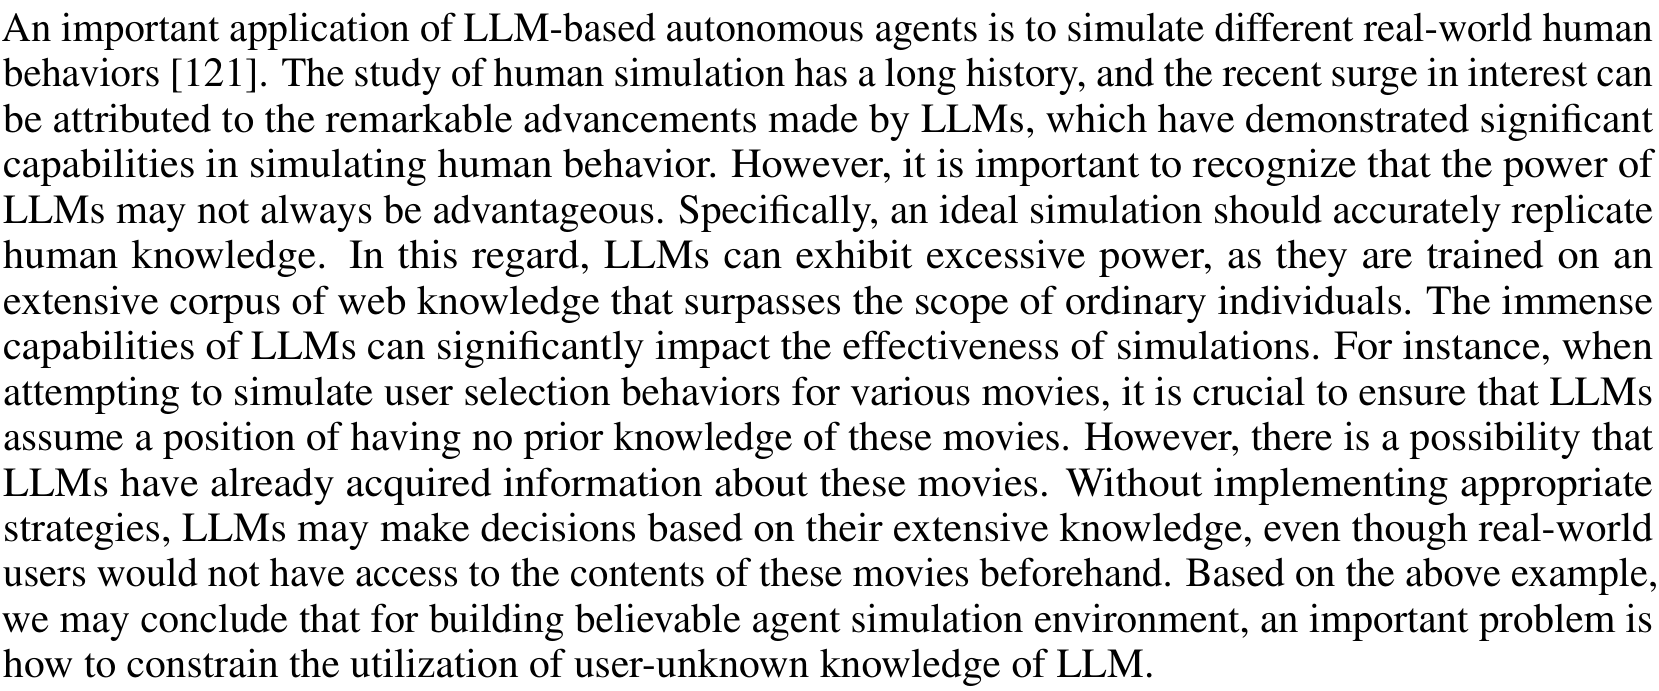 An important application of LLM-based autonomous agents is to simulate different real-world human
behaviors [121]. The study of human simulation has a long history, and the recent surge in interest can
be attributed to the remarkable advancements made by LLMs, which have demonstrated significant
capabilities in simulating human behavior. However, it is important to recognize that the power of
LLMs may not always be advantageous. Specifically, an ideal simulation should accurately replicate
human knowledge. In this regard, LLMs can exhibit excessive power, as they are trained on an
extensive corpus of web knowledge that surpasses the scope of ordinary individuals. The immense
capabilities of LLMs can significantly impact the effectiveness of simulations. For instance, when
attempting to simulate user selection behaviors for various movies, it is crucial to ensure that LLMs
assume a position of having no prior knowledge of these movies. However, there is a possibility that
LLMs have already acquired information about these movies. Without implementing appropriate
strategies, LLMs may make decisions based on their extensive knowledge, even though real-world
users would not have access to the contents of these movies beforehand. Based on the above example,
we may conclude that for building believable agent simulation environment, an important problem is
how to constrain the utilization of user-unknown knowledge of LLM.